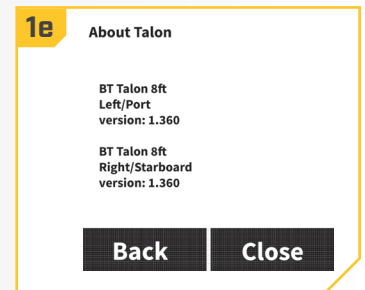 1e
About Talon
BT Talon 8ft
Left/Port
version: 1.360
BT Talon 8ft
Right/Starboard
version: 1.360
Back Close